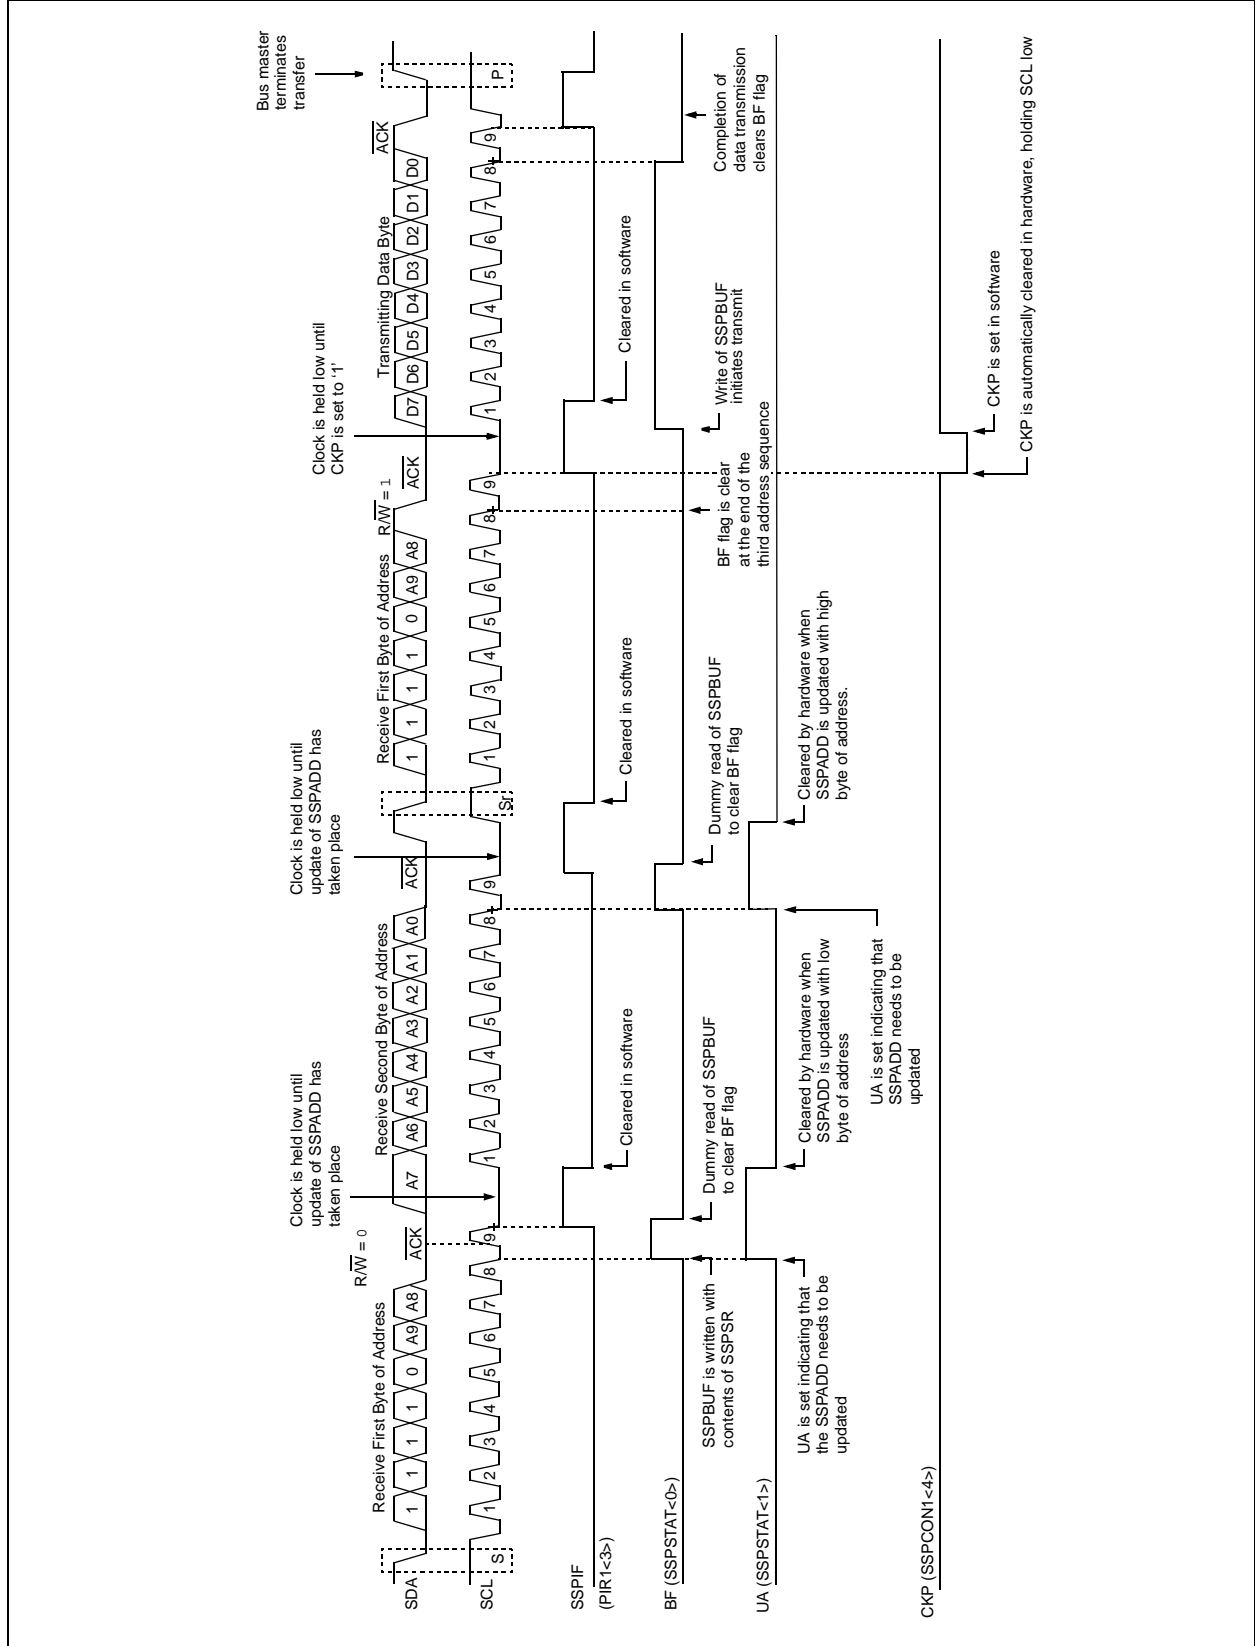 Bus master
terminates
transfer
Clock is held low until
CKP is set to ‘1’
Clock is held low until
update of SSPADD has
taken place
Clock is held low until
update of SSPADD has
taken place
R/W = 0
R/W = 1
Receive First Byte of Address
ACK
Receive Second Byte of Address
ACK
Receive First Byte of Address
ACK
Transmitting Data Byte
ACK
SDA
1 1 1 1 0 A9 A8
A7 A6 A5 A4 A3 A2 A1 A0
1 1 1 1 0 A9 A8
D7 D6 D5 D4 D3 D2 D1 D0
SCL
S 1 2 3 4 5 6 7 8 9
1 2 3 4 5 6 7 8 9
Sr 1 2 3 4 5 6 7 8 9
1 2 3 4 5 6 7 8 9 P
SSPIF
(PIR1<3>)
Cleared in software
Cleared in software
Cleared in software
BF (SSPSTAT<0>)
SSPBUF is written with
contents of SSPSR
Dummy read of SSPBUF
to clear BF flag
Dummy read of SSPBUF
to clear BF flag
BF flag is clear
at the end of the
third address sequence
Write of SSPBUF
initiates transmit
Completion of
data transmission
clears BF flag
UA (SSPSTAT<1>)
UA is set indicating that
the SSPADD needs to be
updated
Cleared by hardware when
SSPADD is updated with low
byte of address
UA is set indicating that
SSPADD needs to be
updated
Cleared by hardware when
SSPADD is updated with high
byte of address.
CKP (SSPCON1<4>)
CKP is set in software
CKP is automatically cleared in hardware, holding SCL low